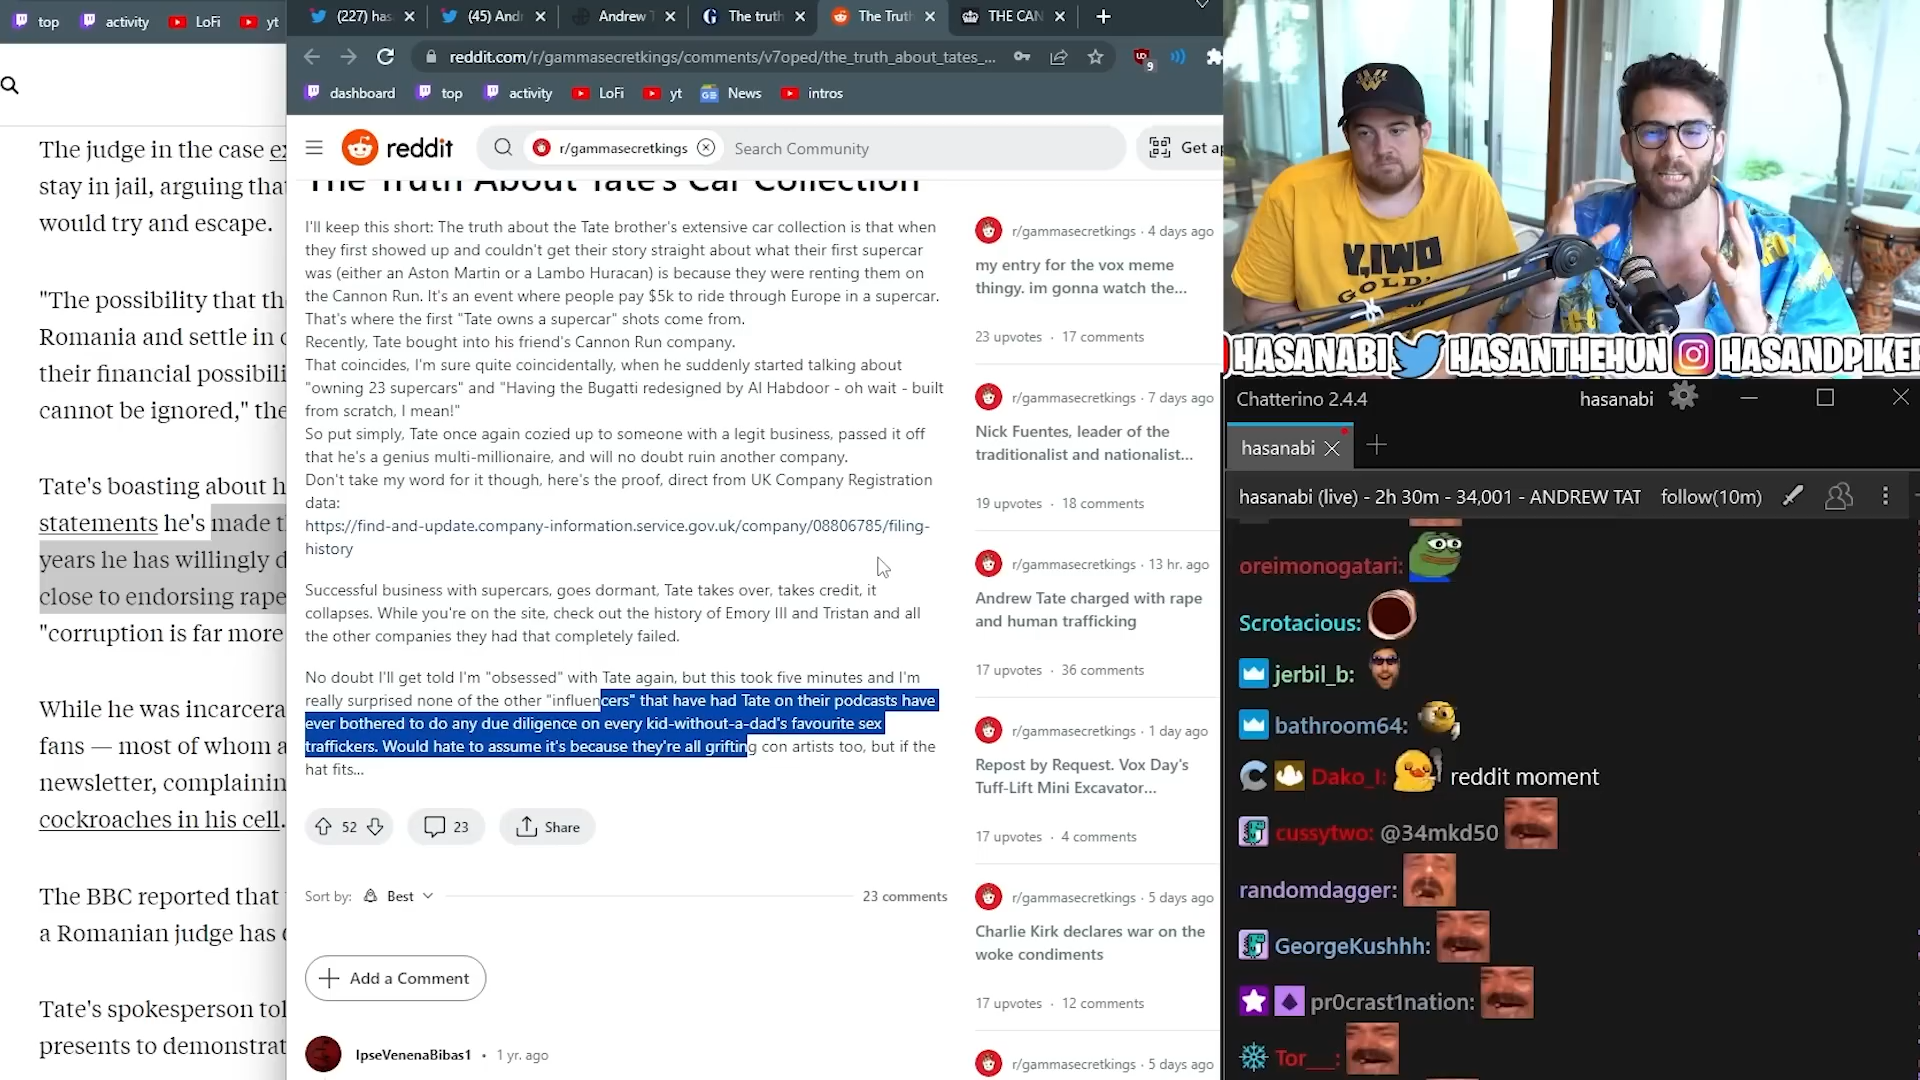 top
activity
LoFi
yt
The judge in the case
stay in jail, arguing
would try and escape.
"The possibility that
Romania and settle in
their financial
cannot be ignored," the
Tate's boasting about
statements he's made
years he has willingly
close to endorsing rape
"corruption is far more
While he was
fans — most of whom
newsletter, complaining
cockroaches in his cell.
The BBC reported that
a Romanian judge has
Tate's spokesperson
presents to
(227) has
(45) Andr
Andrew T
The truth
The Trut
THE CAN
reddit.com/r/gammasecretkings/comments/v7oped/the_truth_about_tates_...
9
dashboard
top
activity
LoFi
yt
News
intros
reddit
r/gammasecretkings
Search Community
Get ap
The Truth About Tate's Car Collection
I'll keep this short: The truth about the Tate brother's extensive car collection is that when
they first showed up and couldn't get their story straight about what their first supercar
was (either an Aston Martin or a Lambo Huracan) is because they were renting them on
the Cannon Run. It's an event where people pay $5k to ride through Europe in a supercar.
That's where the first "Tate owns a supercar" shots come from.
Recently, Tate bought into his friend's Cannon Run company.
That coincides, I'm sure quite coincidentally, when he suddenly started talking about
"owning 23 supercars" and "Having the Bugatti redesigned by Al Habdoor - oh wait - built
from scratch, I mean!"
So put simply, Tate once again cozied up to someone with a legit business, passed it off
that he's a genius multi-millionaire, and will no doubt ruin another company.
Don't take my word for it though, here's the proof, direct from UK Company Registration
data:
https://find-and-update.company-information.service.gov.uk/company/08806785/filing-
history
Successful business with supercars, goes dormant, Tate takes over, takes credit, it
collapses. While you're on the site, check out the history of Emory III and Tristan and all
the other companies they had that completely failed.
No doubt I'll get told I'm "obsessed" with Tate again, but this took five minutes and I'm
really surprised none of the other "influencers" that have had Tate on their podcasts have
ever bothered to do any due diligence on every kid-without-a-dad's favourite sex
traffickers. Would hate to assume it's because they're all grifting con artists too, but if the
hat fits...
52
23
Share
Sort by:
Best
23 comments
Add a Comment
IpseVenenaBibas1 • 1 yr. ago
r/gammasecretkings · 4 days ago
my entry for the vox meme
thingy. im gonna watch the...
23 upvotes · 17 comments
r/gammasecretkings · 7 days ago
Nick Fuentes, leader of the
traditionalist and nationalist...
19 upvotes · 18 comments
r/gammasecretkings · 13 hr. ago
Andrew Tate charged with rape
and human trafficking
17 upvotes · 36 comments
r/gammasecretkings · 1 day ago
Repost by Request. Vox Day's
Tuff-Lift Mini Excavator...
17 upvotes · 4 comments
r/gammasecretkings · 5 days ago
Charlie Kirk declares war on the
woke condiments
17 upvotes · 12 comments
r/gammasecretkings · 5 days ago
GOLD'S
HASANABI
HASANTHEHUN
HASANDPIKER
Chatterino 2.4.4
hasanabi
hasanabi
hasanabi (live) - 2h 30m - 34,001 - ANDREW TAT
follow(10m)
oreimonogatari:
Scrotacious:
jerbil_b:
bathroom64:
Dako_I: reddit moment
cussytwo: @34mkd50
randomdagger:
GeorgeKushhh:
pr0crast1nation:
Tor___: